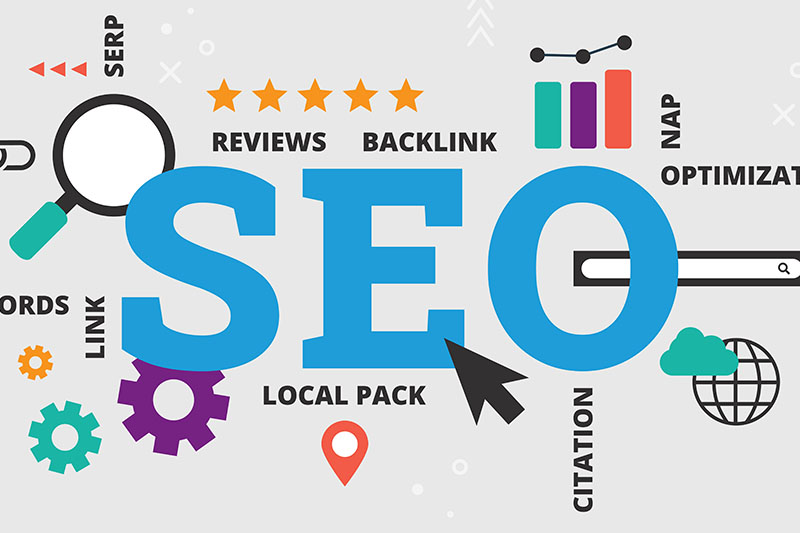 SERP
REVIEWS
BACKLINK
NAP
OPTIMIZAT
SEO
ORDS
LINK
LOCAL PACK
CITATION